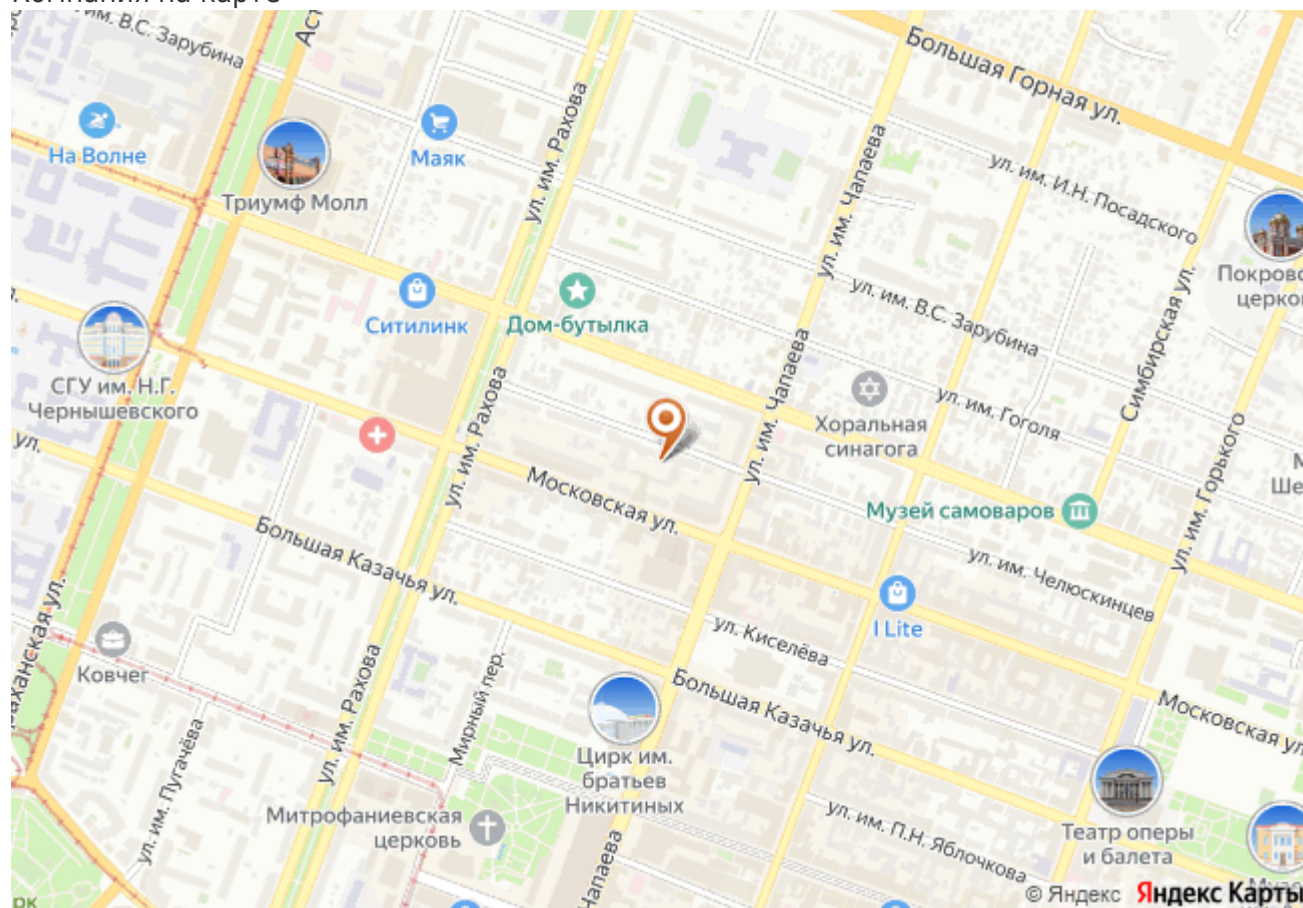 Компания на карте
им. В.С. Зарубина
Большая Горная ул.
На Волне
Маяк
ул. им. Рахова
ул. им. Чапаева
ул. им. И.Н. Посадского
Триумф Молл
Ситилинк
Дом-бутылка
ул. им. В.С. Зарубина
Симбирская ул.
СГУ им. Н.Г.
Чернышевского
ул. им. Рахова
ул. им. Чапаева
Хоральная
синагога
ул. им. Гоголя
ул. им. Горького
ул.
Московская ул.
Музей самоваров
Большая Казачья ул.
ул. им. Челюскинцев
I Lite
Ковчег
ул. им. Рахова
Мирный пер.
ул. Киселёва
Большая Казачья ул.
Московская ул.
ул. им. Пугачёва
Цирк им.
братьев
Никитиных
Митрофаниевская
церковь
ул. им. П.Н. Яблочкова
Театр оперы
и балета
Чапаева
© Яндекс Яндекс Карты